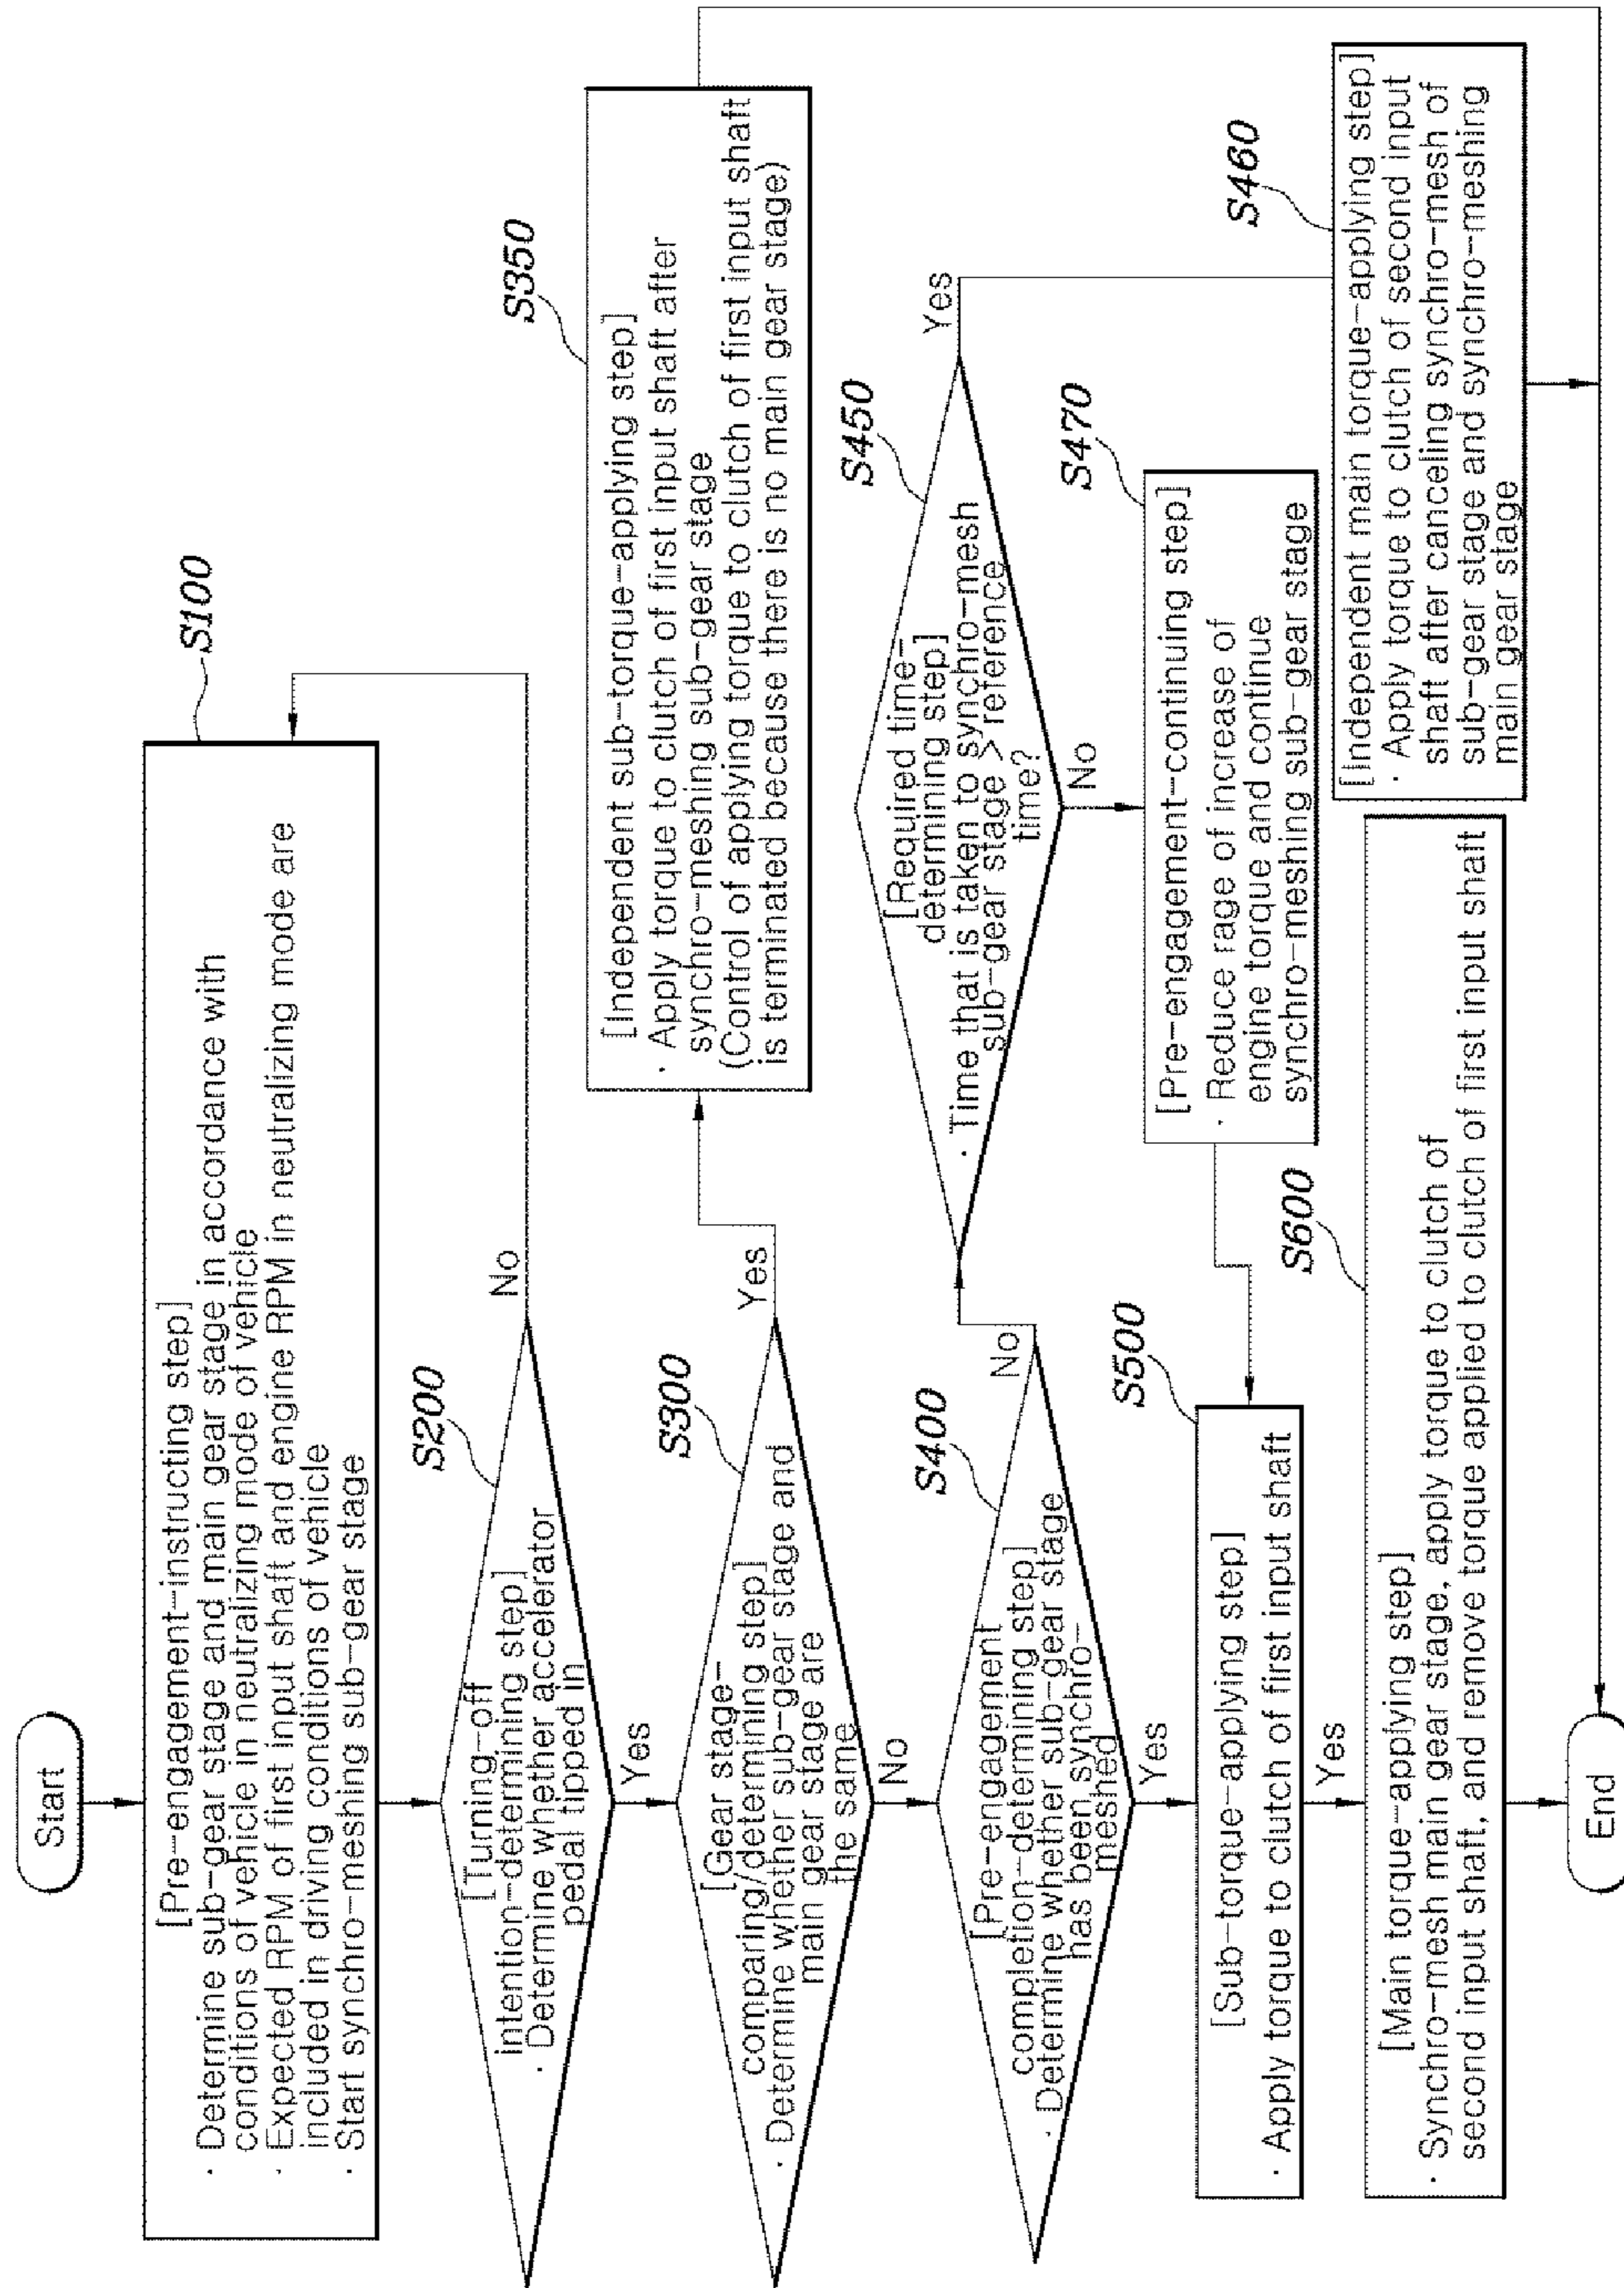 Start
S100
[Pre-engagement-instructing step]
· Determine sub-gear stage and main gear stage in accordance with
conditions of vehicle in neutralizing mode of vehicle
· Expected RPM of first input shaft and engine RPM in neutralizing mode are
included in driving conditions of vehicle
· Start synchro-meshing sub-gear stage
S200
[Turning-off
intention-determining step]
· Determine whether accelerator
pedal tipped in
No
Yes
S300
[Gear stage-
comparing/determining step]
· Determine whether sub-gear stage and
main gear stage are
the same
Yes
No
S350
[Independent sub-torque-applying step]
· Apply torque to clutch of first input shaft after
synchro-meshing sub-gear stage
(Control of applying torque to clutch of first input shaft
is terminated because there is no main gear stage)
S400
[Pre-engagement
completion-determining step]
· Determine whether sub-gear stage
has been synchro-
meshed
No
Yes
S450
[Required time-
determining step]
· Time that is taken to synchro-mesh
sub-gear stage > reference
time?
Yes
No
S470
[Pre-engagement-continuing step]
· Reduce rage of increase of
engine torque and continue
synchro-meshing sub-gear stage
S460
[Independent main torque-applying step]
· Apply torque to clutch of second input
shaft after canceling synchro-mesh of
sub-gear stage and synchro-meshing
main gear stage
S500
[Sub-torque-applying step]
· Apply torque to clutch of first input shaft
Yes
S600
[Main torque-applying step]
· Synchro-mesh main gear stage, apply torque to clutch of
second input shaft, and remove torque applied to clutch of first input shaft
End